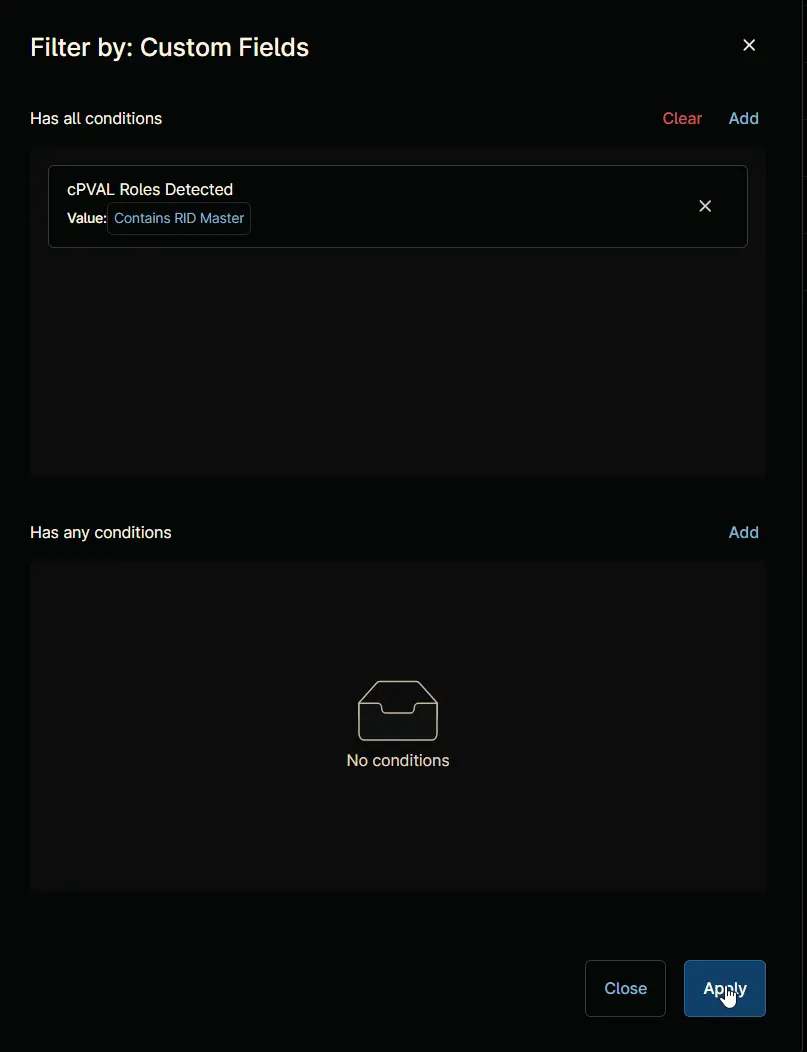 Filter by: Custom Fields
Has all conditions
Clear
Add
cPVAL Roles Detected
Value: Contains RID Master
Has any conditions
Add
No conditions
Close
Apply